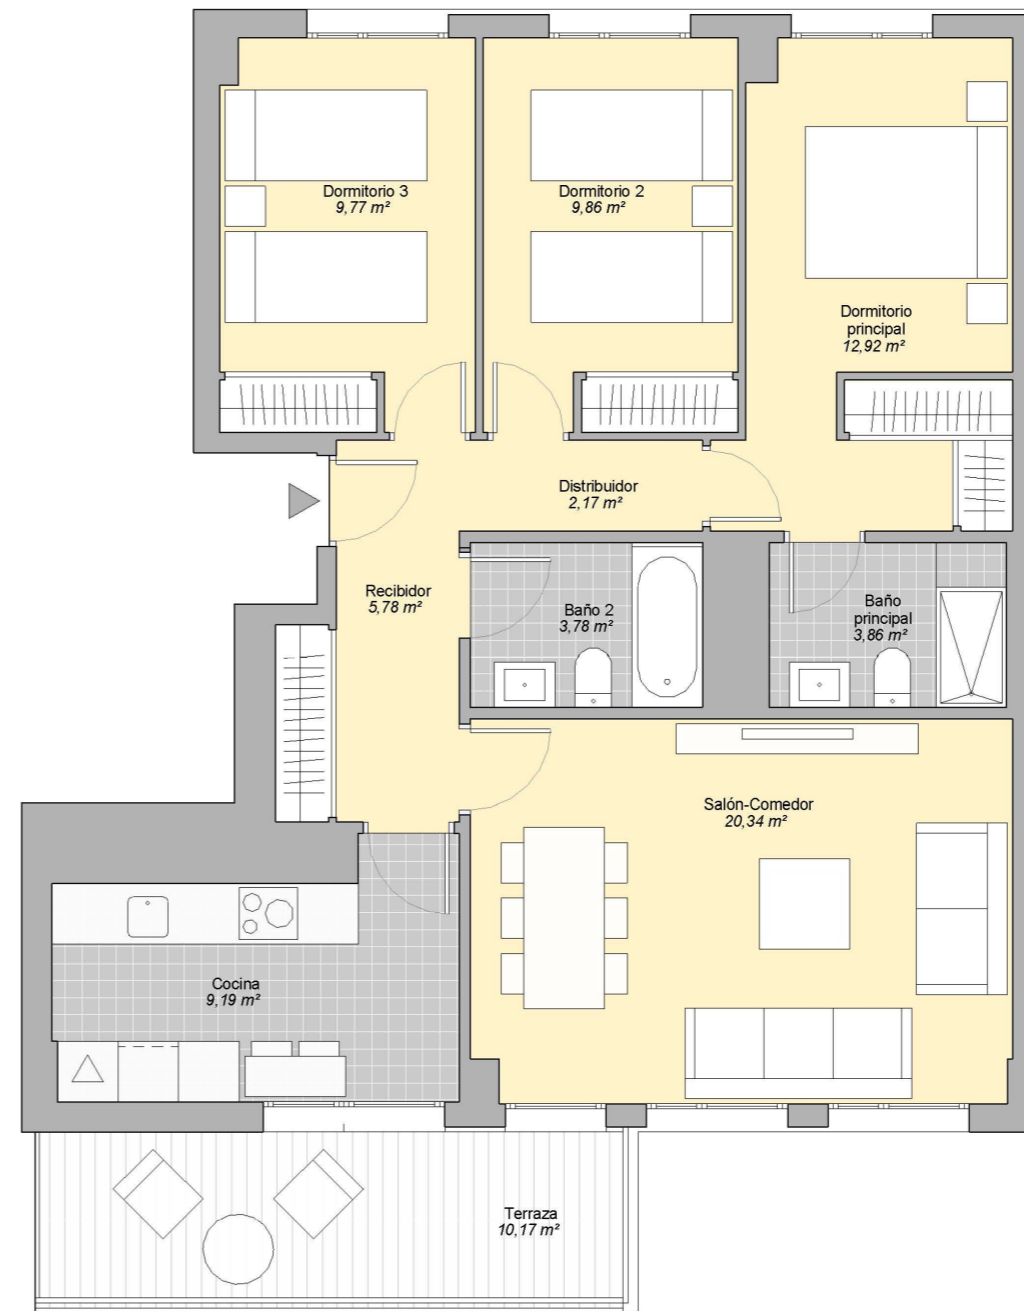 Dormitorio 3
9,77 m²
Dormitorio 2
9,86 m²
Dormitorio
principal
12,92 m²
Distribuidor
2,17 m²
Recibidor
5,78 m²
Baño 2
3,78 m²
Baño
principal
3,86 m²
Salón-Comedor
20,34 m²
Cocina
9,19 m²
Terraza
10,17 m²